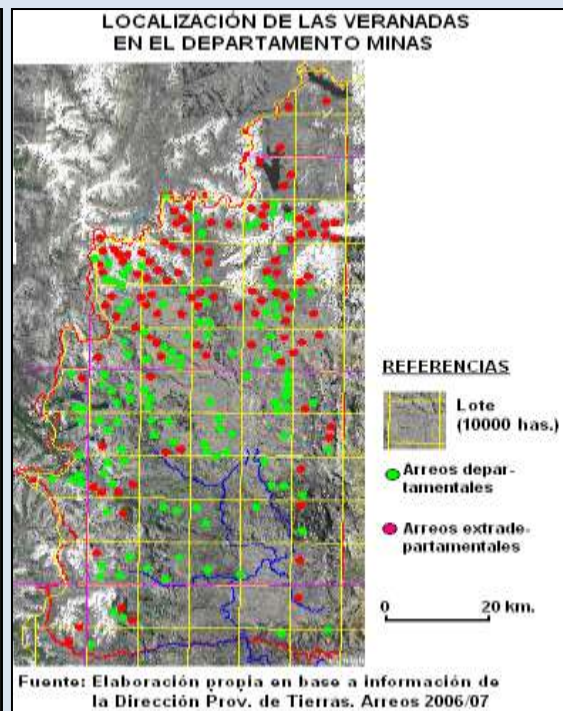 LOCALIZACIÓN DE LAS VERANADAS
EN EL DEPARTAMENTO MINAS
REFERENCIAS
Lote
(10000 has.)
Arreos depar-
tamentales
Arreos extrade-
partamentales
0 20 km.
Fuente: Elaboración propia en base a información de
la Dirección Prov. de Tierras. Arreos 2006/07